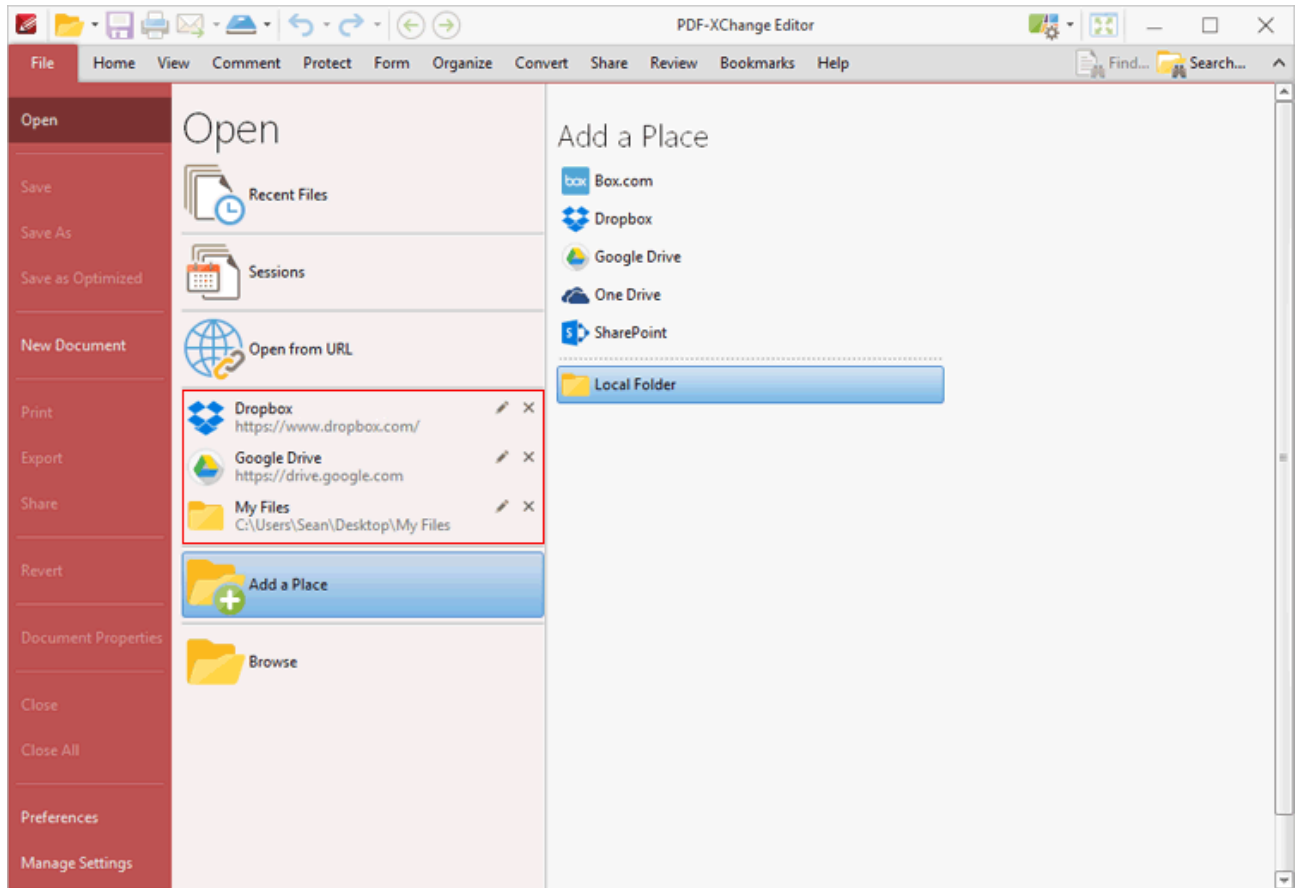 PDF-XChange Editor
File Home View Comment Protect Form Organize Convert Share Review Bookmarks Help Find... Search...
Open
Save
Save As
Save as Optimized
New Document
Print
Export
Share
Revert
Document Properties
Close
Close All
Preferences
Manage Settings
Open
Recent Files
Sessions
Open from URL
Dropbox
https://www.dropbox.com/
Google Drive
https://drive.google.com
My Files
C:\Users\Sean\Desktop\My Files
Add a Place
Browse
Add a Place
box Box.com
Dropbox
Google Drive
One Drive
S SharePoint
Local Folder